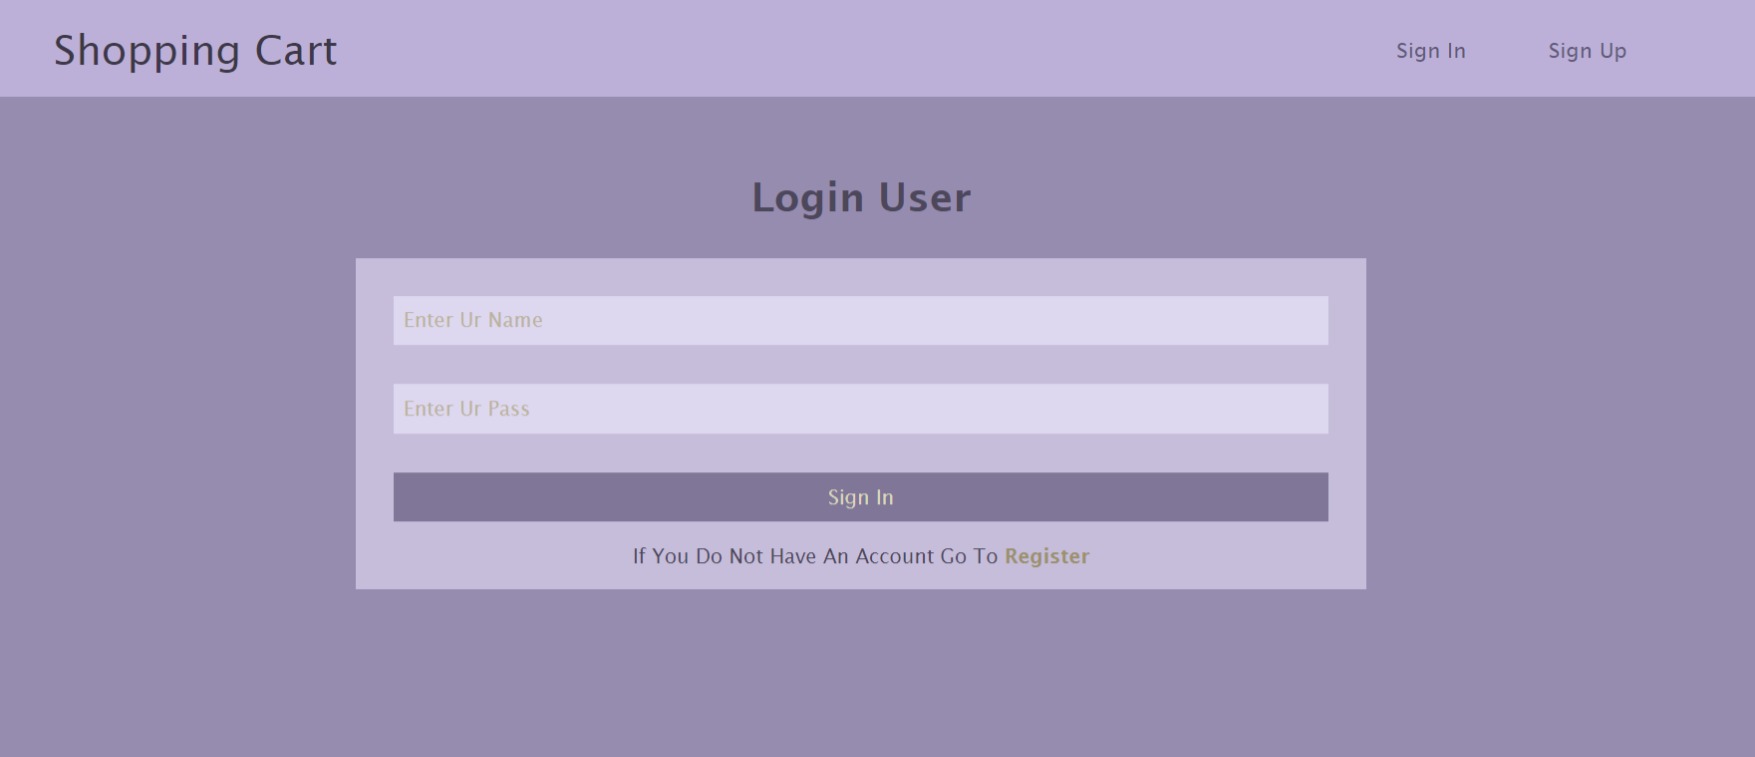 Shopping Cart
Sign In
Sign Up
Login User
Enter Ur Name
Enter Ur Pass
Sign In
If You Do Not Have An Account Go To Register